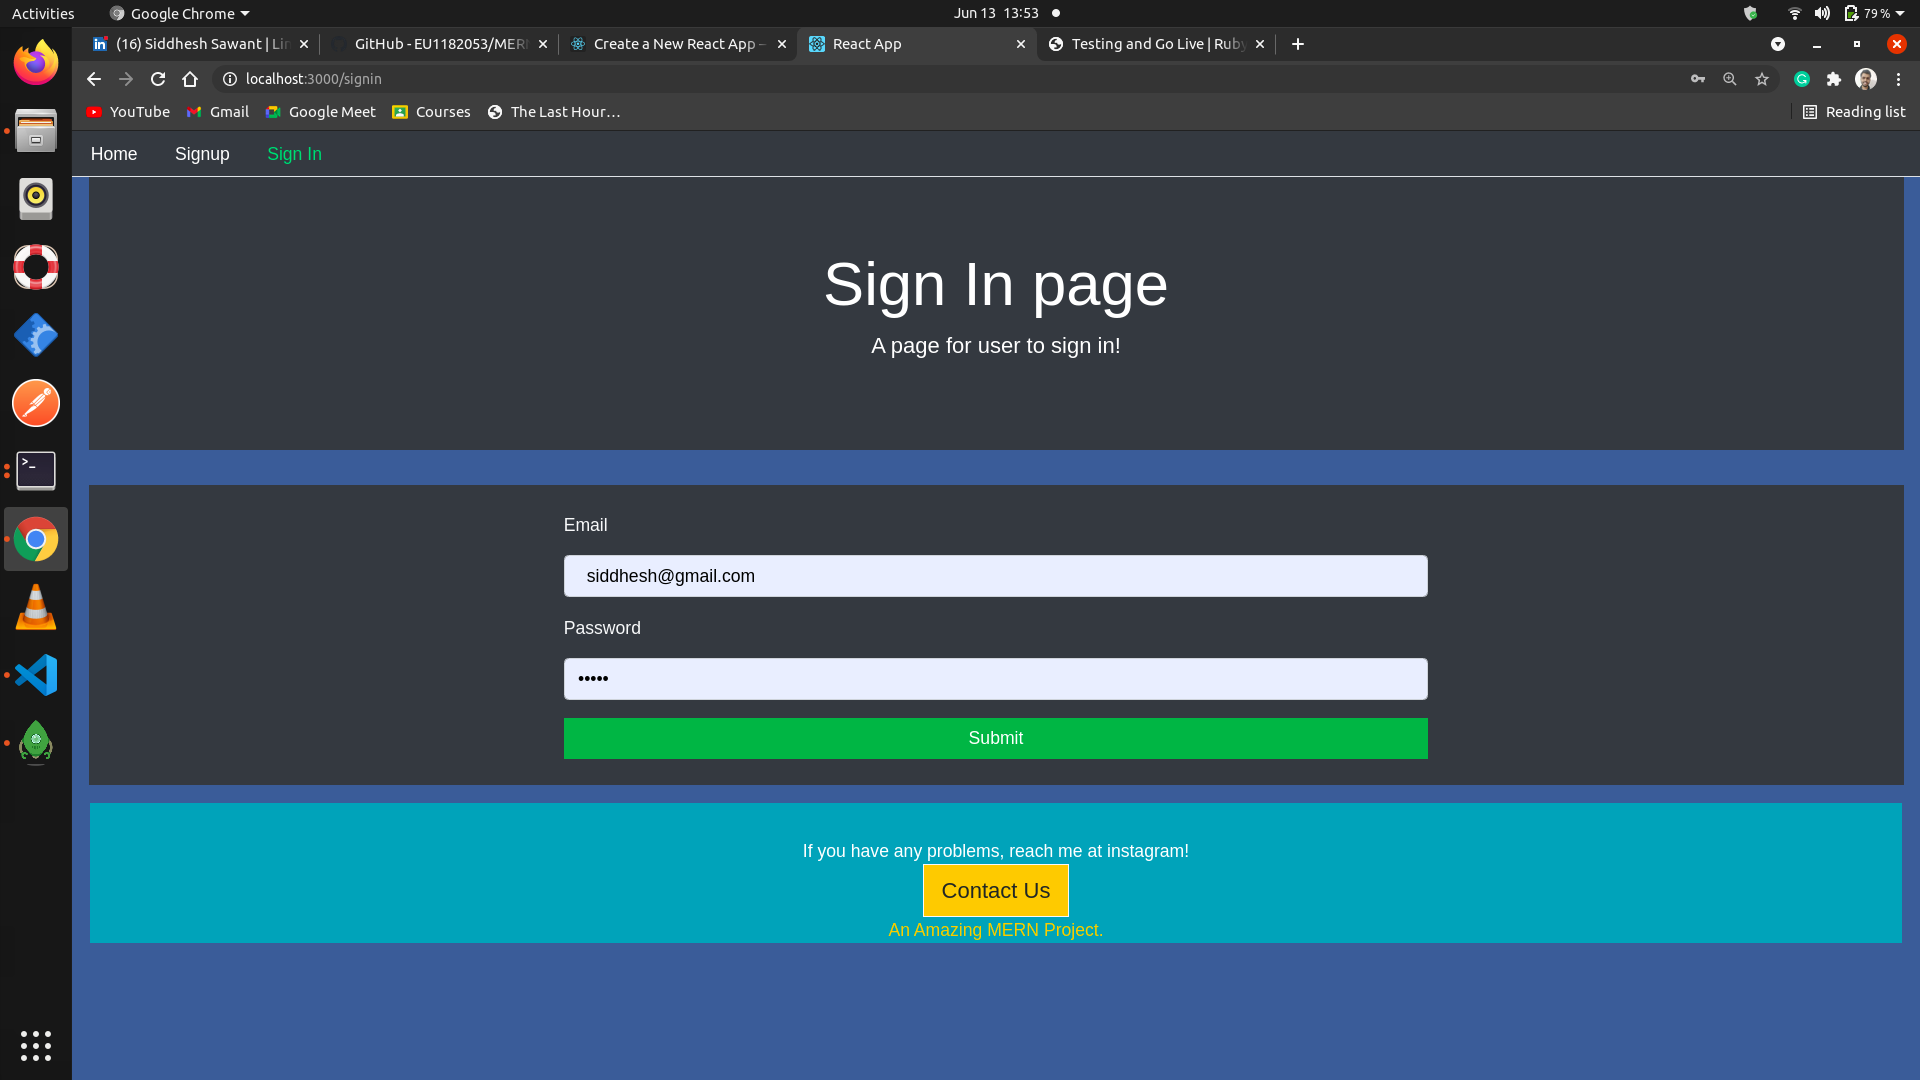 Activities
Google Chrome
Jun 13 13:53
79 %
(16) Siddhesh Sawant | Lin
GitHub - EU1182053/MERN
Create a New React App –
React App
Testing and Go Live | Ruby
localhost:3000/signin
YouTube
Gmail
Google Meet
Courses
The Last Hour…
Reading list
Home
Signup
Sign In
Sign In page
A page for user to sign in!
Email
siddhesh@gmail.com
Password
•••••
Submit
If you have any problems, reach me at instagram!
Contact Us
An Amazing MERN Project.